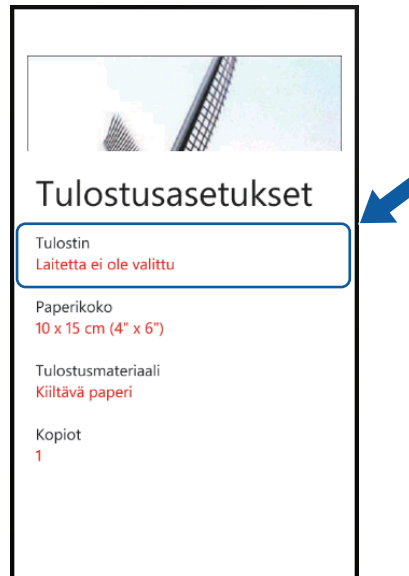 Tulostusasetukset
Tulostin
Laitetta ei ole valittu
Paperikoko
10 x 15 cm (4" x 6")
Tulostusmateriaali
Kiiltävä paperi
Kopiot
1